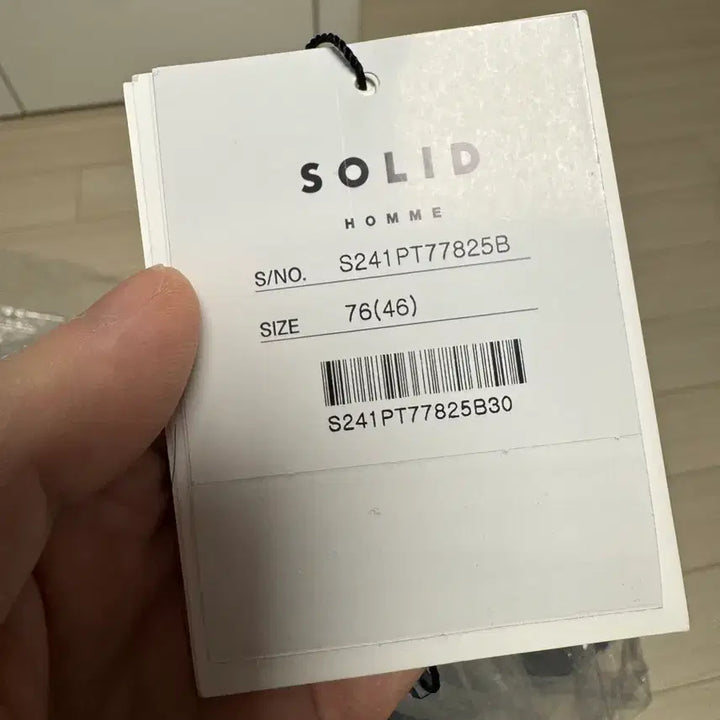 SOLID
HOMME
S/NO. S241PT77825B
SIZE 76(46)
S241PT77825B30